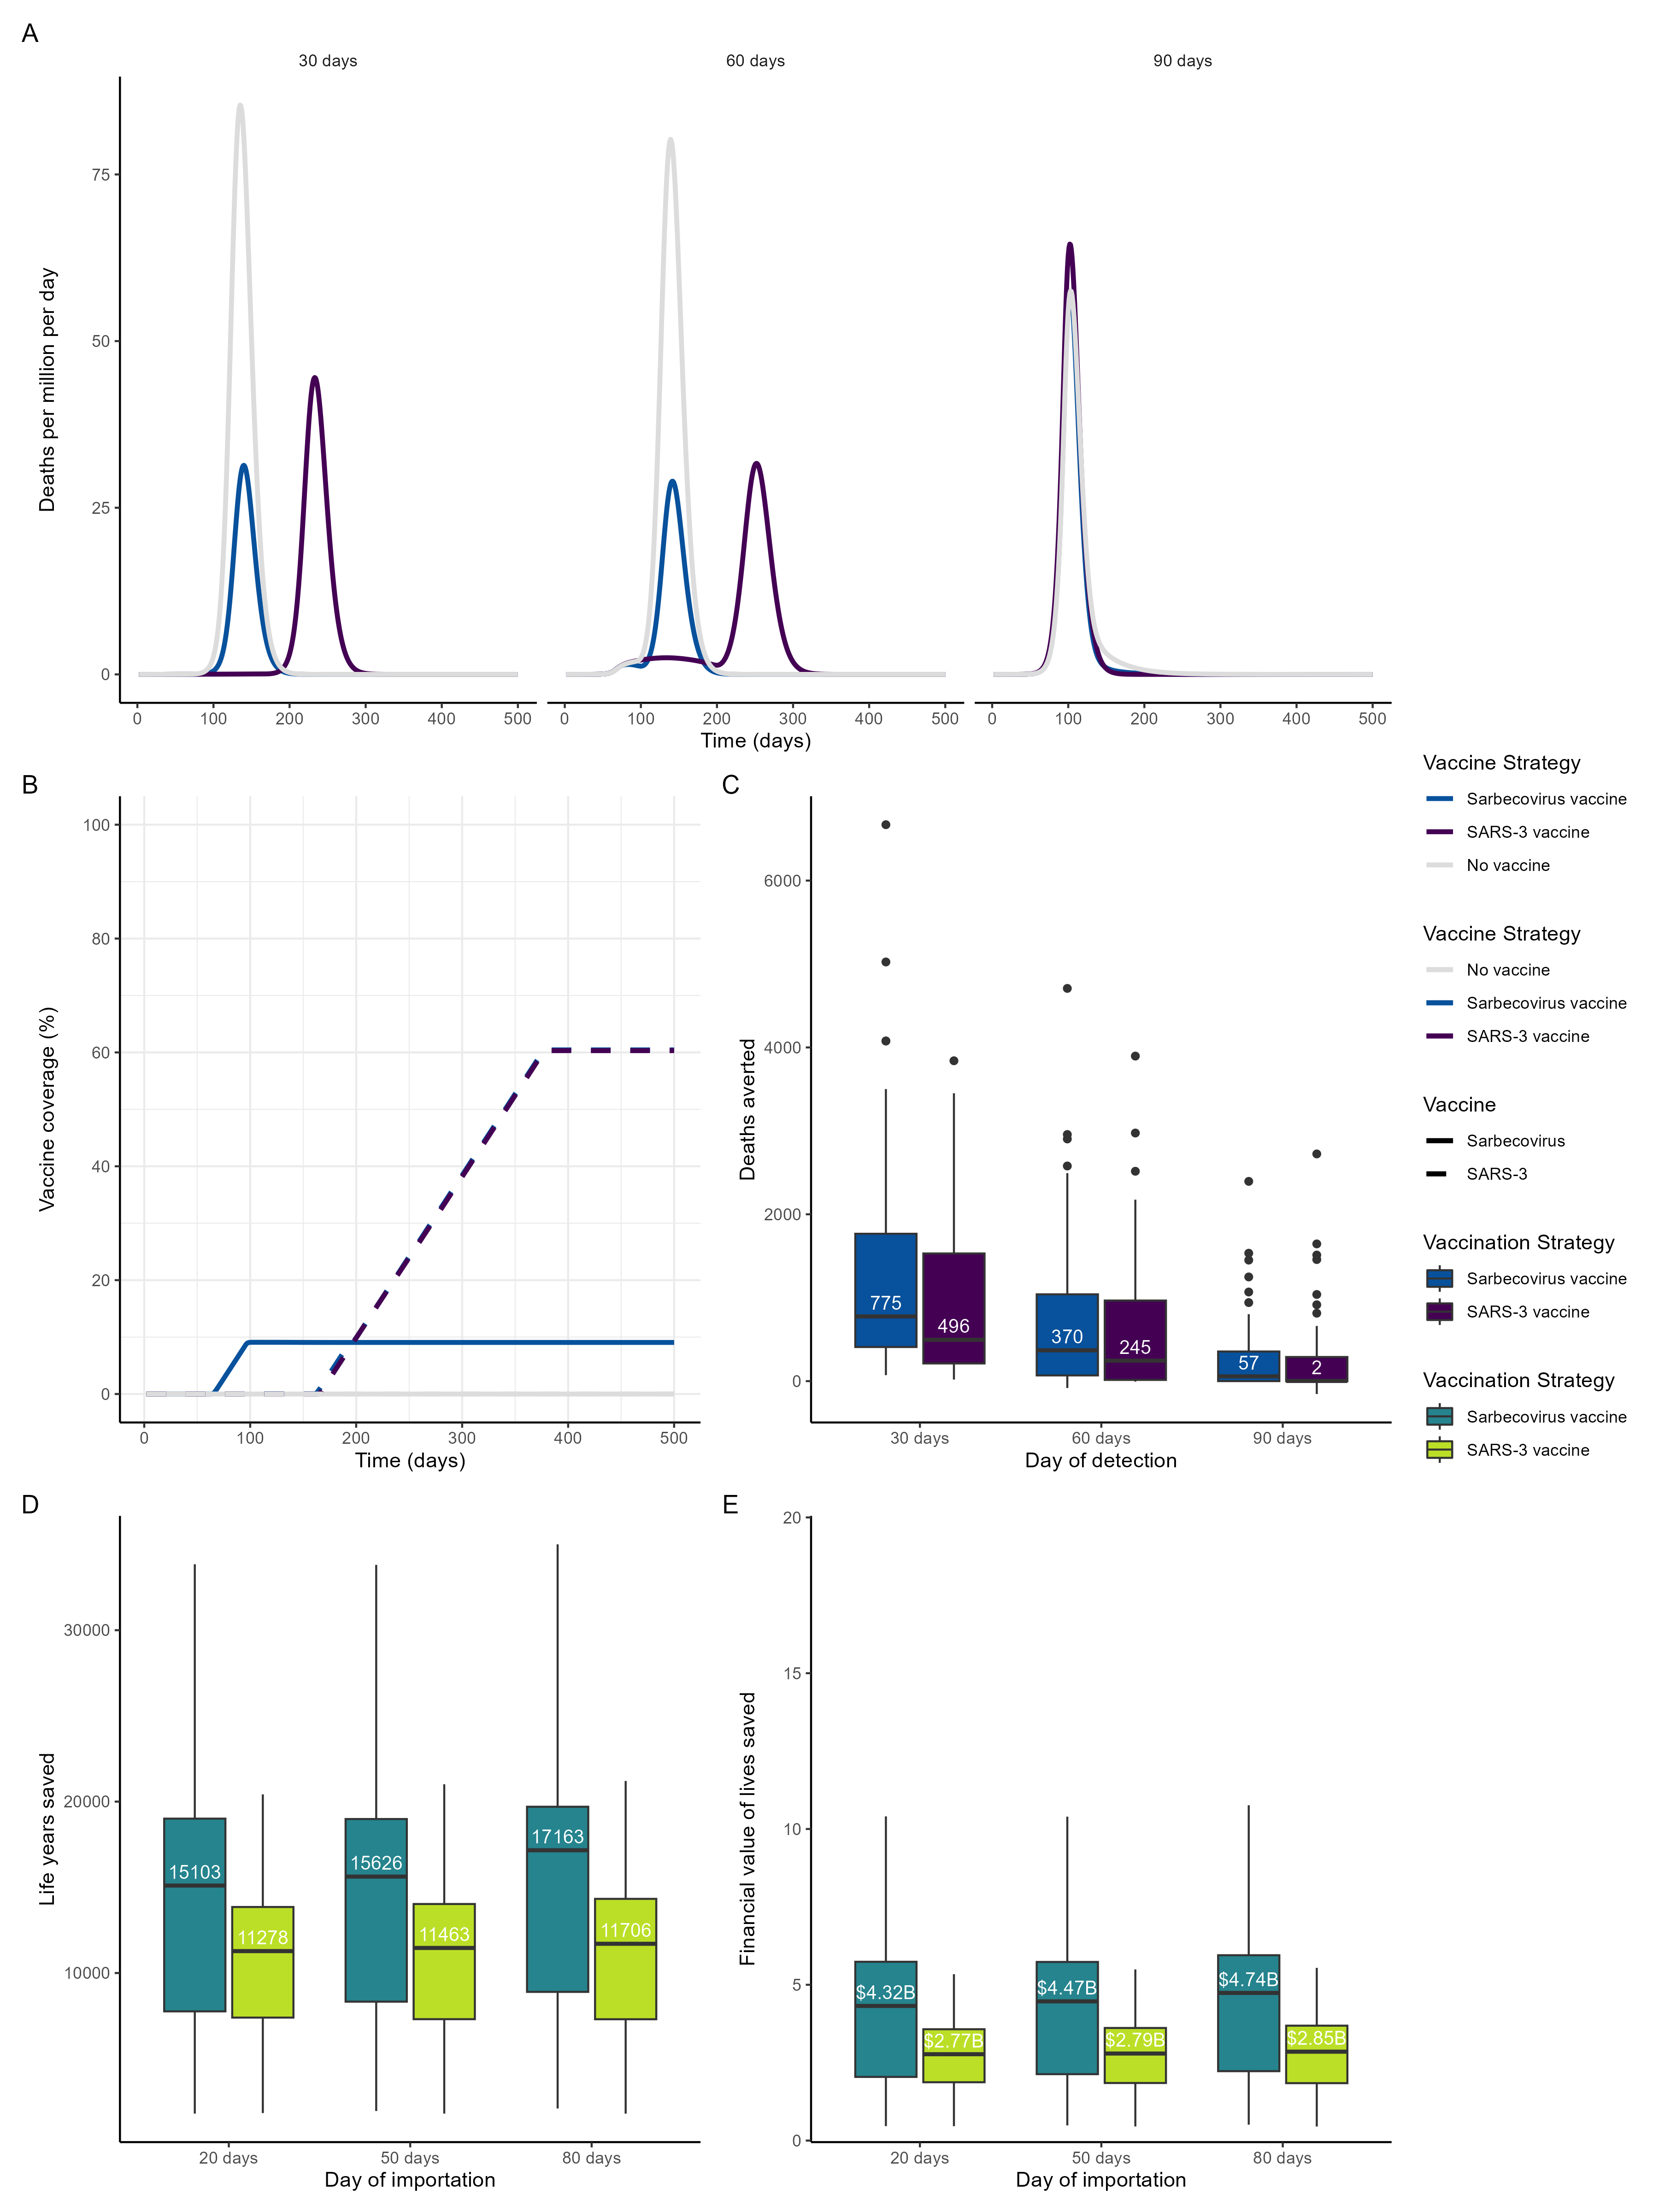 A
30 days
60 days
90 days
Deaths per million per day
75
50
25
0
0 100 200 300 400 500
0 100 200 300 400 500
0 100 200 300 400 500
Time (days)
B
Vaccine coverage (%)
100
80
60
40
20
0
0 100 200 300 400 500
Time (days)
C
Deaths averted
6000
4000
2000
0
775
496
370
245
57
2
30 days
60 days
90 days
Day of detection
Vaccine Strategy
Sarbecovirus vaccine
SARS-3 vaccine
No vaccine
Vaccine Strategy
No vaccine
Sarbecovirus vaccine
SARS-3 vaccine
Vaccine
Sarbecovirus
SARS-3
Vaccination Strategy
Sarbecovirus vaccine
SARS-3 vaccine
Vaccination Strategy
Sarbecovirus vaccine
SARS-3 vaccine
D
Life years saved
30000
20000
10000
15103
11278
15626
11463
17163
11706
20 days
50 days
80 days
Day of importation
E
Financial value of lives saved
20
15
10
5
0
$4.32B
$2.77B
$4.47B
$2.79B
$4.74B
$2.85B
20 days
50 days
80 days
Day of importation